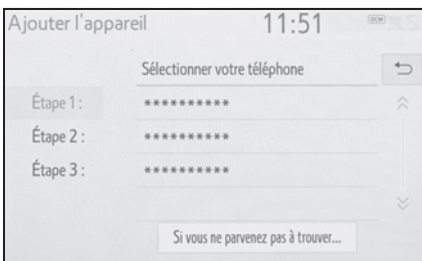 Ajouter l'appareil 11:51 DCM
Sélectionner votre téléphone
Étape 1 : **********
Étape 2 : **********
Étape 3 : **********
Si vous ne parvenez pas à trouver...